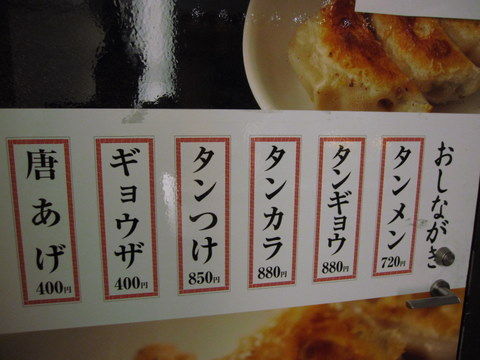 おしながき
タンメン
720円
タンギョウ
880円
タンカラ
880円
タンつけ
850円
ギョウザ
400円
唐あげ
400円